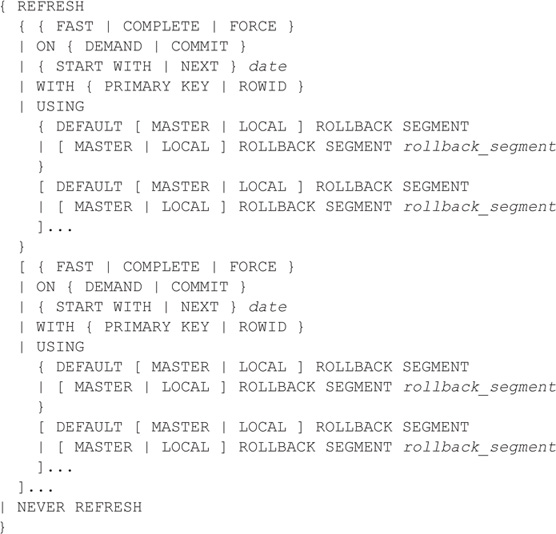 { REFRESH
{ { FAST | COMPLETE | FORCE }
| ON { DEMAND | COMMIT }
| { START WITH | NEXT } date
| WITH { PRIMARY KEY | ROWID }
| USING
{ DEFAULT [ MASTER | LOCAL ] ROLLBACK SEGMENT
| [ MASTER | LOCAL ] ROLLBACK SEGMENT rollback_segment
}
[ DEFAULT [ MASTER | LOCAL ] ROLLBACK SEGMENT
| [ MASTER | LOCAL ] ROLLBACK SEGMENT rollback_segment
]...
}
[ { FAST | COMPLETE | FORCE }
| ON { DEMAND | COMMIT }
| { START WITH | NEXT } date
| WITH { PRIMARY KEY | ROWID }
| USING
{ DEFAULT [ MASTER | LOCAL ] ROLLBACK SEGMENT
| [ MASTER | LOCAL ] ROLLBACK SEGMENT rollback_segment
}
[ DEFAULT [ MASTER | LOCAL ] ROLLBACK SEGMENT
| [ MASTER | LOCAL ] ROLLBACK SEGMENT rollback_segment
]...
]...
| NEVER REFRESH
}